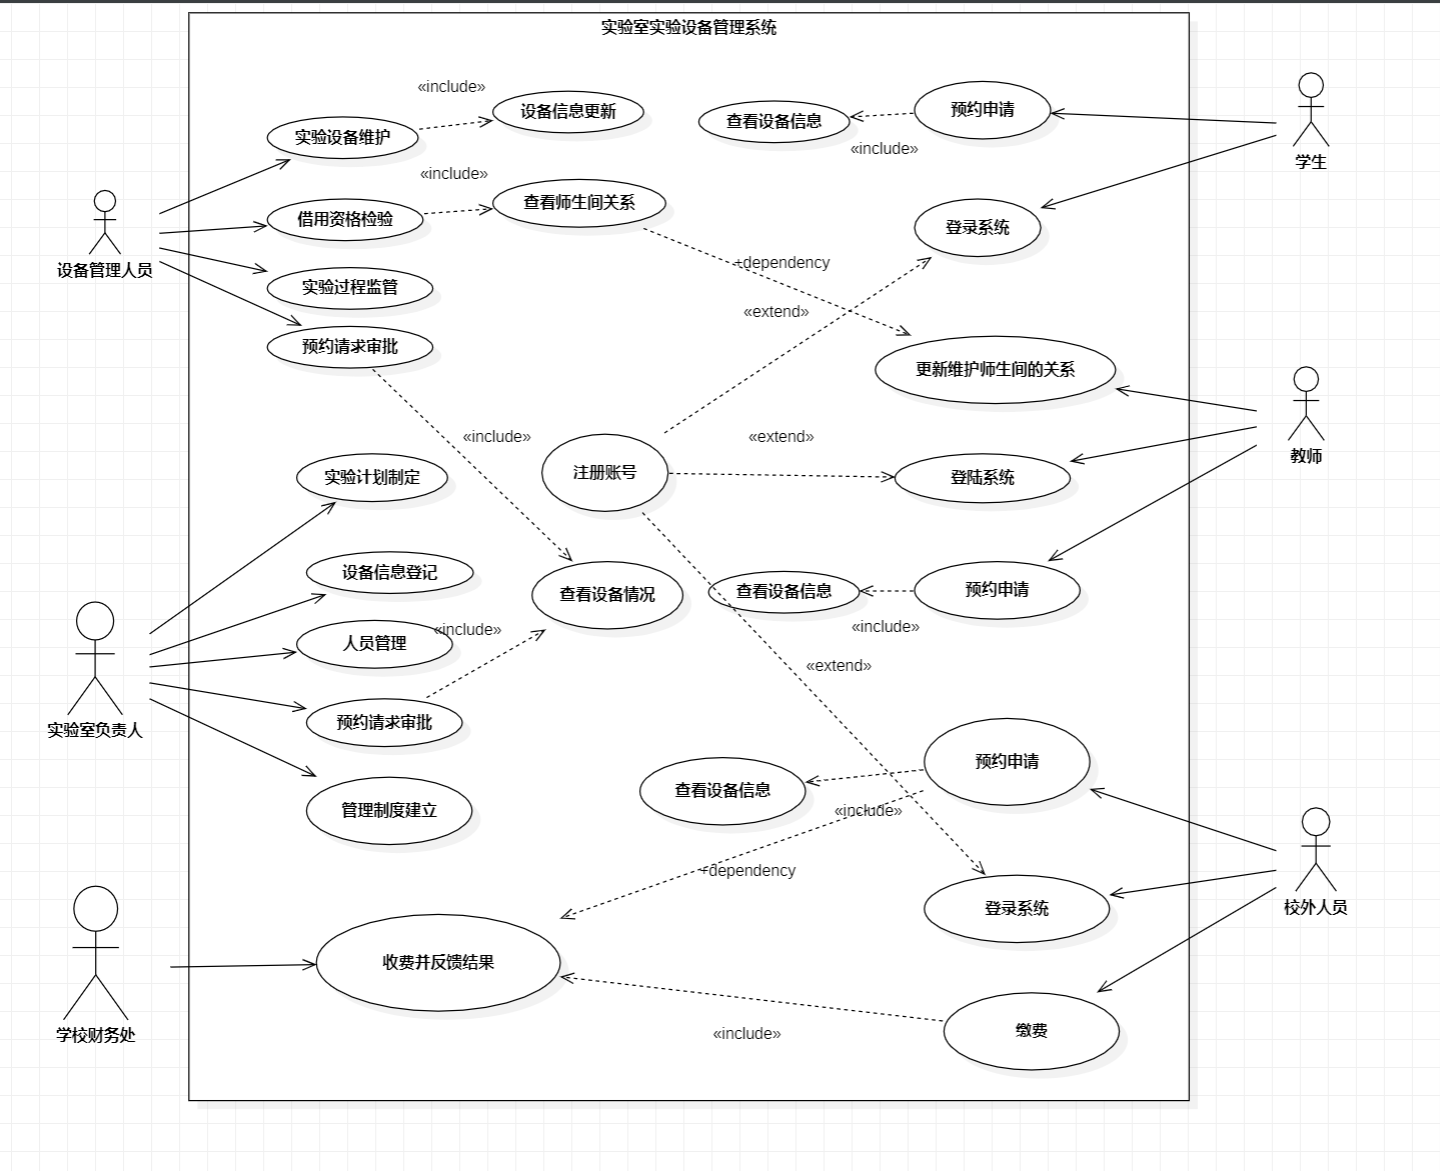 实验室实验设备管理系统
«include»
设备信息更新
实验设备维护
查看设备信息
预约申请
«include»
学生
«include»
查看师生间关系
借用资格检验
登录系统
设备管理人员
+dependency
实验过程监管
«extend»
预约请求审批
更新维护师生间的关系
«include»
«extend»
教师
实验计划制定
注册账号
登陆系统
设备信息登记
查看设备情况
查看设备信息
预约申请
«include»
«include»
人员管理
«extend»
预约请求审批
实验室负责人
预约申请
查看设备信息
«include»
管理制度建立
+dependency
登录系统
校外人员
收费并反馈结果
缴费
«include»
学校财务处